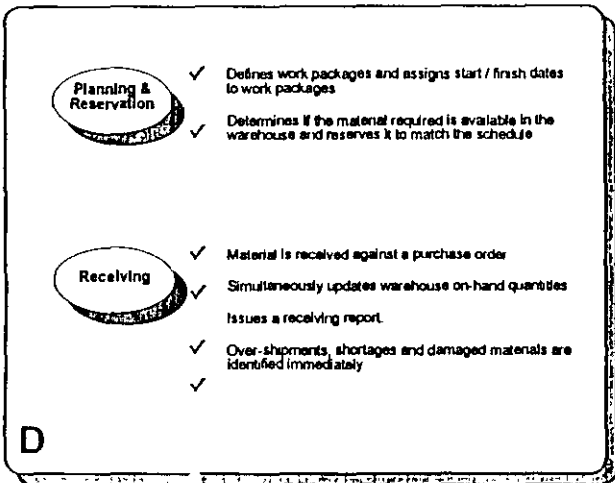 Planning &
Reservation
✓ Defines work packages and assigns start / finish dates
to work packages
✓ Determines if the material required is available in the
warehouse and reserves it to match the schedule
Receiving
✓ Material is received against a purchase order
✓ Simultaneously updates warehouse on-hand quantities
Issues a receiving report.
✓ Over-shipments, shortages and damaged materials are
identified immediately
✓
D